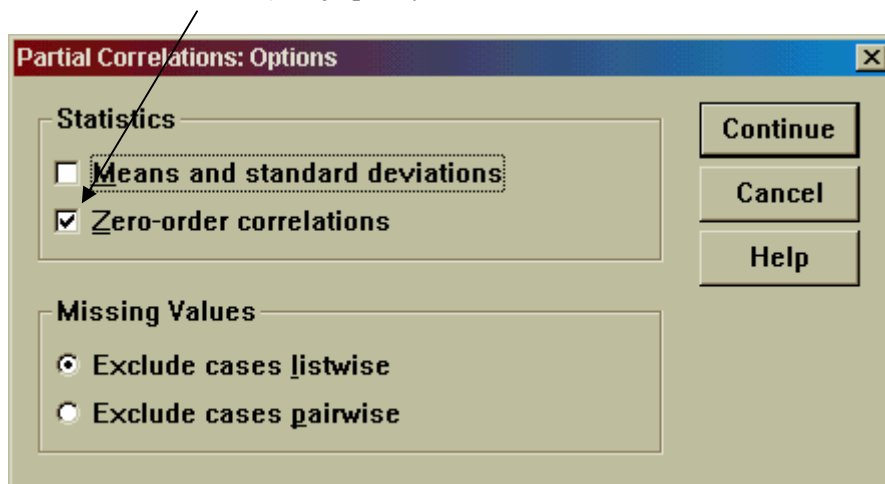 Partial Correlations: Options
Statistics
Means and standard deviations
Zero-order correlations
Continue
Cancel
Help
Missing Values
Exclude cases listwise
Exclude cases pairwise